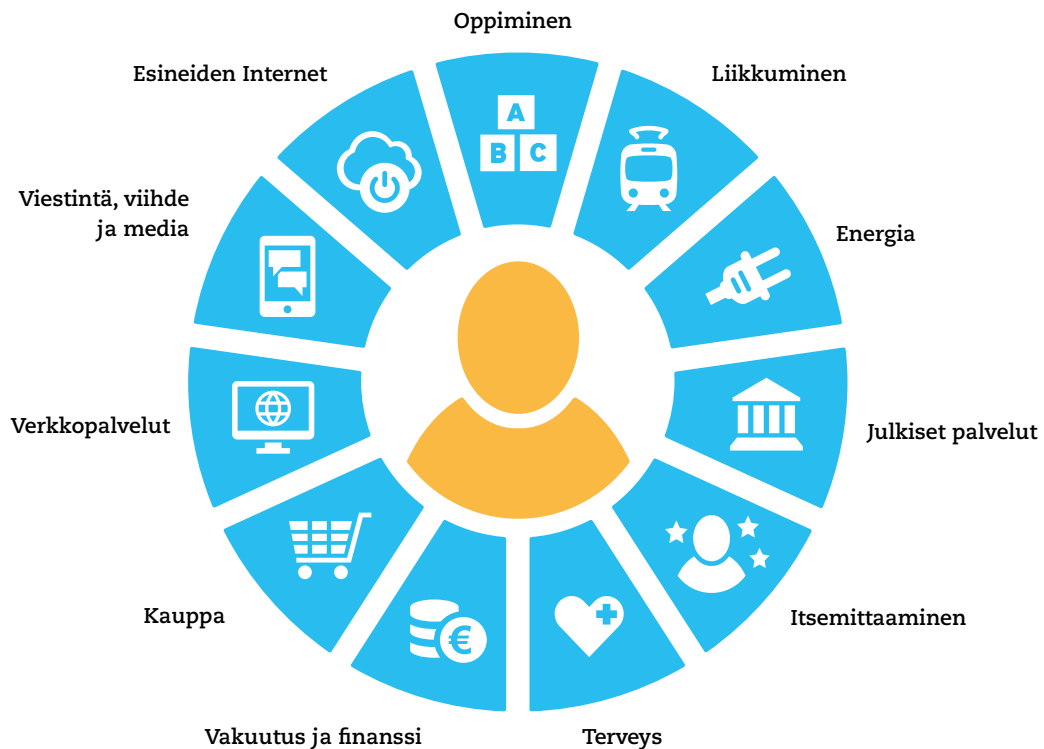 Oppiminen
Esineiden Internet
Liikkuminen
A
B C
Viestintä, viihde
ja media
Energia
Verkkopalvelut
Julkiset palvelut
Kauppa
Itsemittaaminen
€
Vakuutus ja finanssi
Terveys